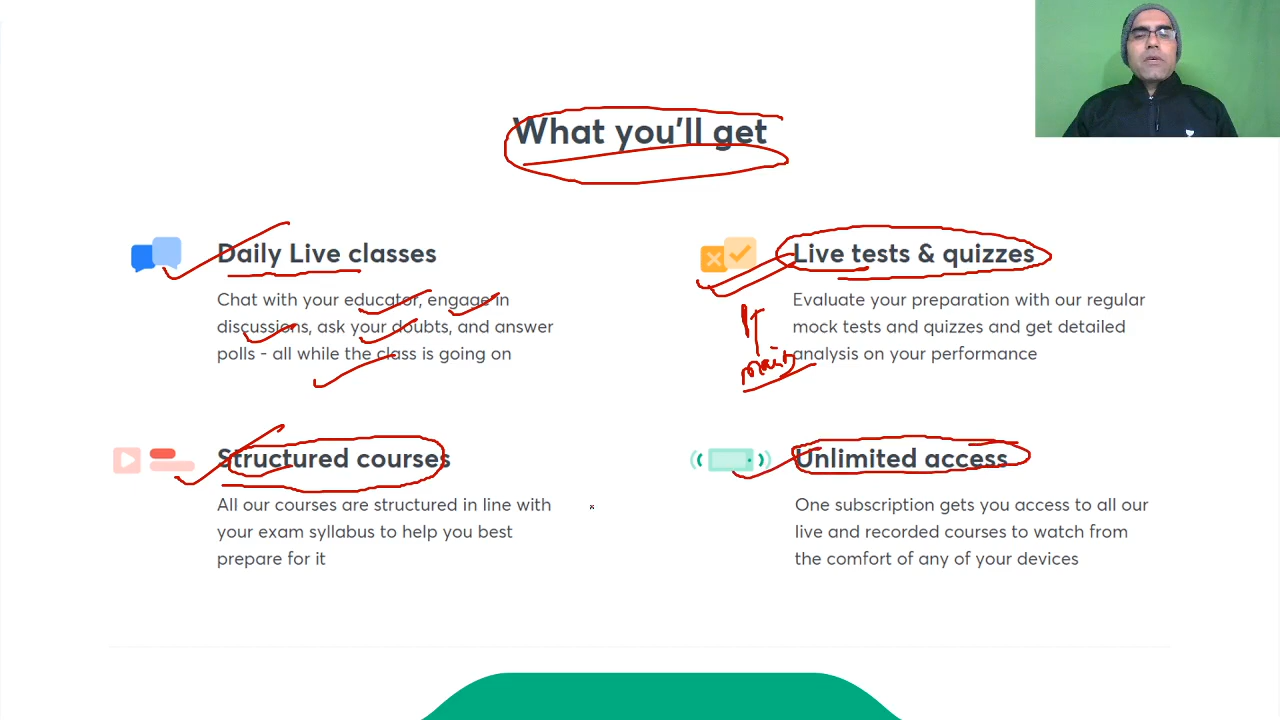 What you'll get
Daily Live classes
Chat with your educator, engage in
discussions, ask your doubts, and answer
polls - all while the class is going on
Live tests & quizzes
Evaluate your preparation with our regular
mock tests and quizzes and get detailed
analysis on your performance
PT
main
Structured courses
All our courses are structured in line with
your exam syllabus to help you best
prepare for it
Unlimited access
One subscription gets you access to all our
live and recorded courses to watch from
the comfort of any of your devices